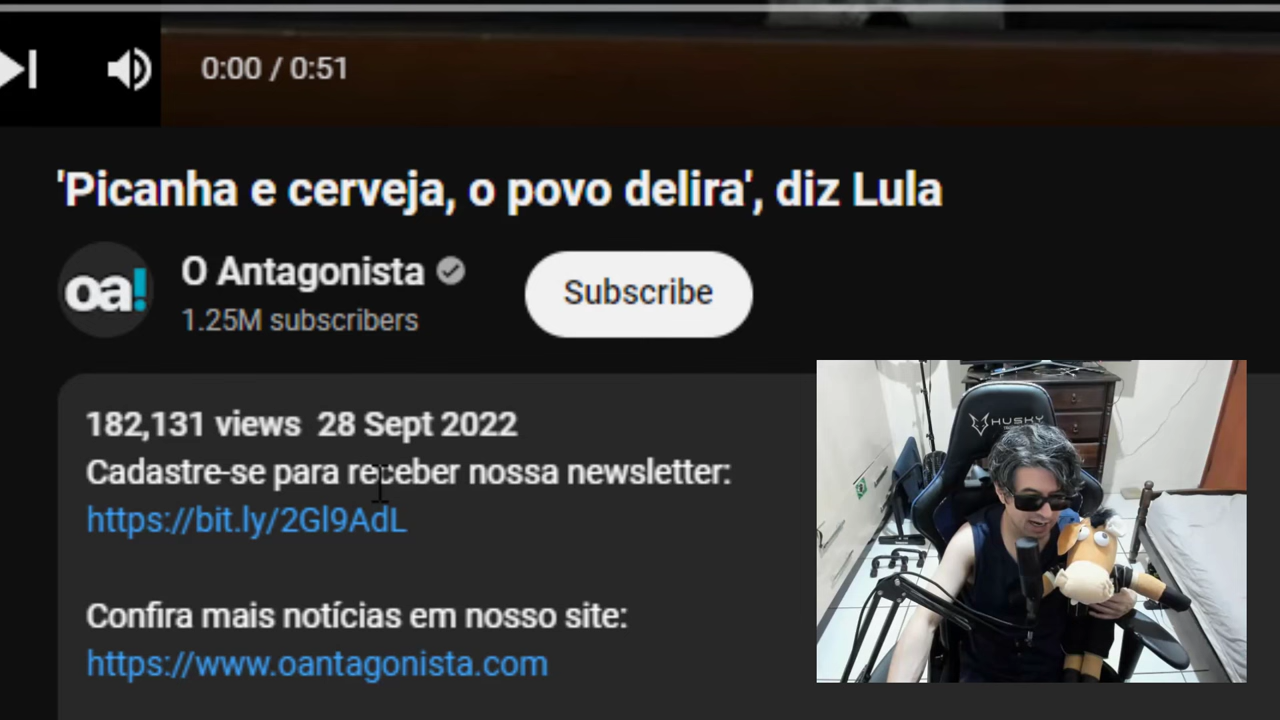 0:00 / 0:51
'Picanha e cerveja, o povo delira', diz Lula
oa!
O Antagonista
1.25M subscribers
Subscribe
182,131 views 28 Sept 2022
Cadastre-se para receber nossa newsletter:
https://bit.ly/2Gl9AdL
Confira mais notícias em nosso site:
https://www.oantagonista.com
HUSKY